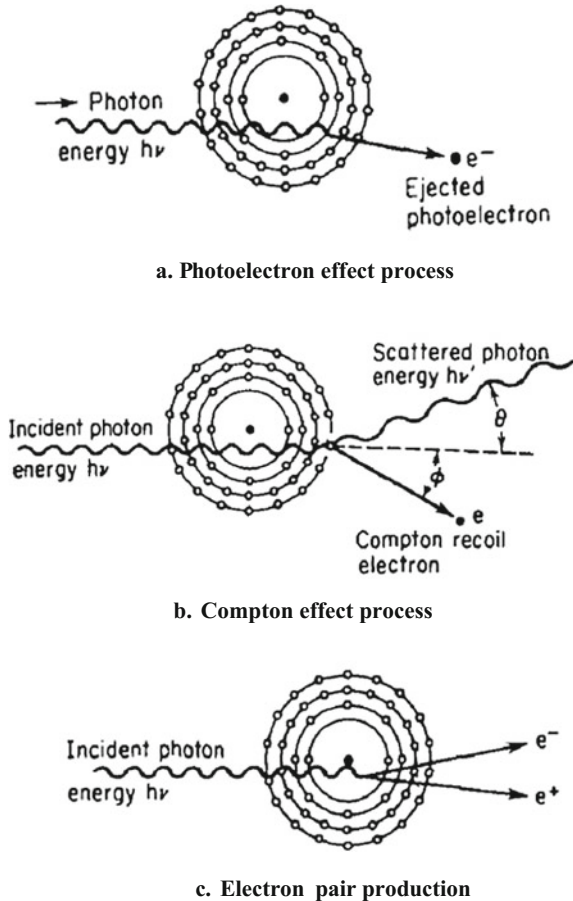 Photon
energy hν
e−
Ejected
photoelectron
a. Photoelectron effect process
Scattered photon
energy hν'
Incident photon
energy hν
θ
ϕ
e
Compton recoil
electron
b. Compton effect process
Incident photon
energy hν
e−
e+
c. Electron pair production